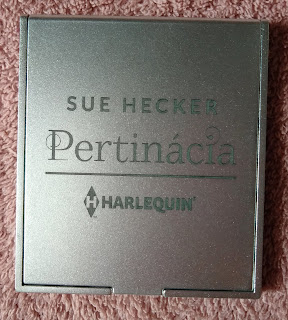 SUE HECKER
Pertinácia
H HARLEQUIN®